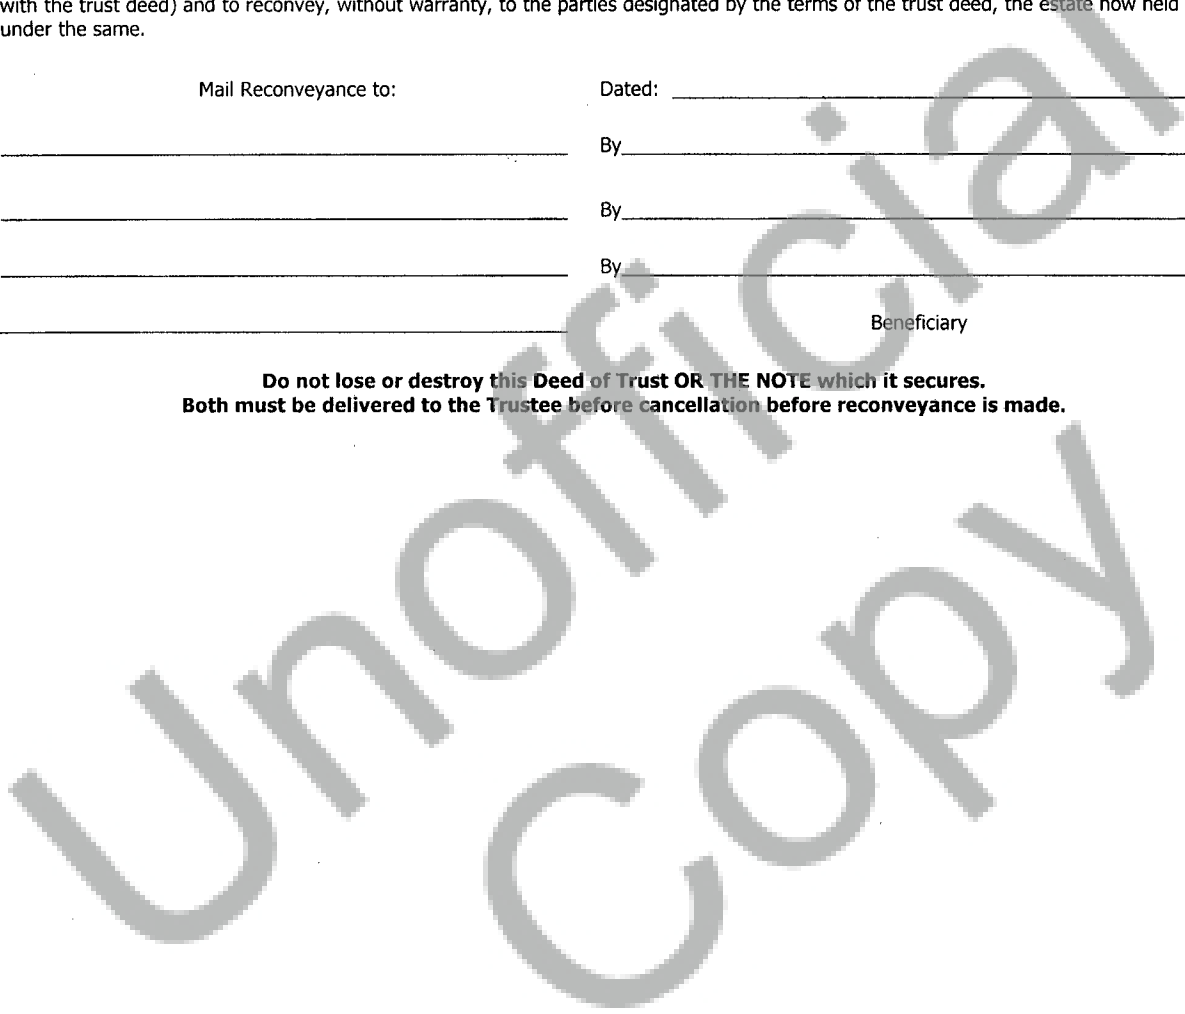 with the trust deed) and to reconvey, without warranty, to the parties designated by the terms of the trust deed, the estate now held
under the same.
Mail Reconveyance to:
Dated:
By
By
By
Beneficiary
Do not lose or destroy this Deed of Trust OR THE NOTE which it secures.
Both must be delivered to the Trustee before cancellation before reconveyance is made.
Unofficial
Copy